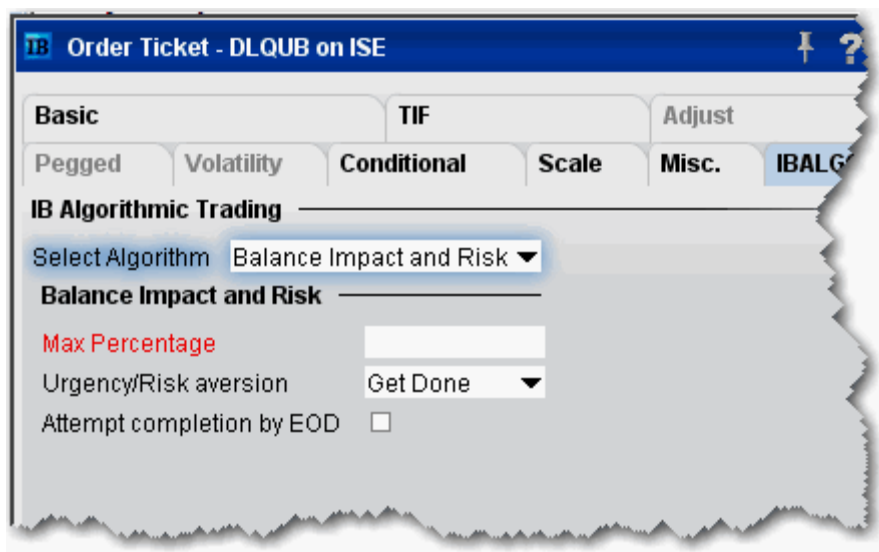 IB Order Ticket - DLQUB on ISE ?
Basic TIF Adjust
Pegged Volatility Conditional Scale Misc.
IB Algorithmic Trading
Select Algorithm Balance Impact and Risk
Balance Impact and Risk
Max Percentage
Urgency/Risk aversion Get Done
Attempt completion by EOD